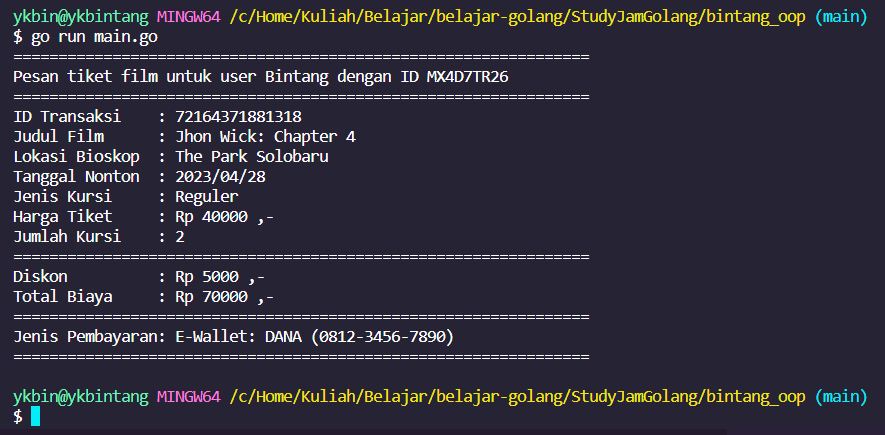 ykbin@ykbintang MINGW64 /c/Home/Kuliah/Belajar/belajar-golang/StudyJamGolang/bintang_oop (main)
$ go run main.go
================================================================
Pesan tiket film untuk user Bintang dengan ID MX4D7TR26
================================================================
ID Transaksi    : 72164371881318
Judul Film      : Jhon Wick: Chapter 4
Lokasi Bioskop  : The Park Solobaru
Tanggal Nonton  : 2023/04/28
Jenis Kursi     : Reguler
Harga Tiket     : Rp 40000 ,-
Jumlah Kursi    : 2
================================================================
Diskon          : Rp 5000 ,-
Total Biaya     : Rp 70000 ,-
================================================================
Jenis Pembayaran: E-Wallet: DANA (0812-3456-7890)
================================================================
ykbin@ykbintang MINGW64 /c/Home/Kuliah/Belajar/belajar-golang/StudyJamGolang/bintang_oop (main)
$